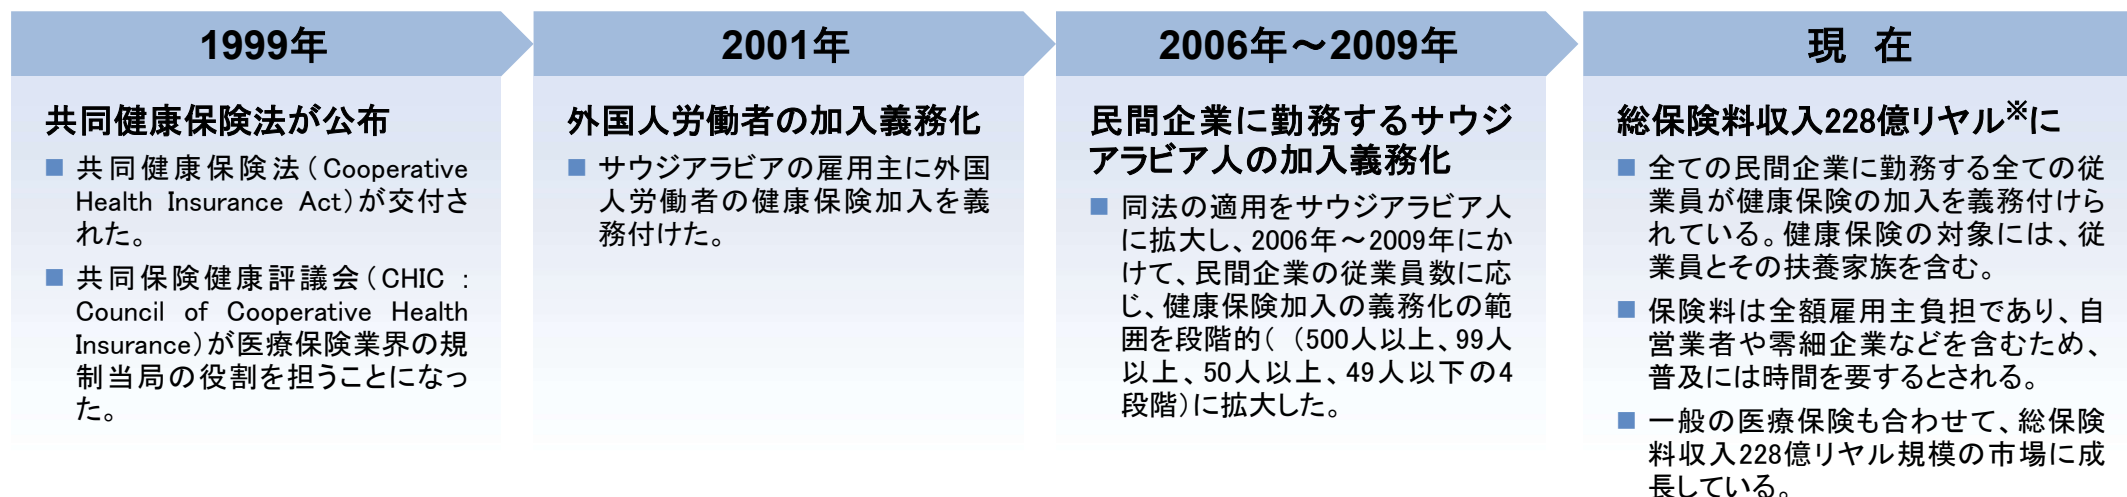 1999年
共同健康保険法が公布
■ 共同健康保険法（Cooperative
Health Insurance Act）が交付さ
れた。
■ 共同保険健康評議会（CHIC：
Council of Cooperative Health
Insurance）が医療保険業界の規
制当局の役割を担うことになっ
た。
2001年
外国人労働者の加入義務化
■ サウジアラビアの雇用主に外国
人労働者の健康保険加入を義
務付けた。
2006年～2009年
民間企業に勤務するサウジ
アラビア人の加入義務化
■ 同法の適用をサウジアラビア人
に拡大し、2006年～2009年にか
けて、民間企業の従業員数に応
じ、健康保険加入の義務化の範
囲を段階的（（500人以上、99人
以上、50人以上、49人以下の4
段階）に拡大した。
現 在
総保険料収入228億リヤル※に
■ 全ての民間企業に勤務する全ての従
業員が健康保険の加入を義務付けら
れている。健康保険の対象には、従
業員とその扶養家族を含む。
■ 保険料は全額雇用主負担であり、自
営業者や零細企業などを含むため、
普及には時間を要するとされる。
■ 一般の医療保険も合わせて、総保険
料収入228億リヤル規模の市場に成
長している。